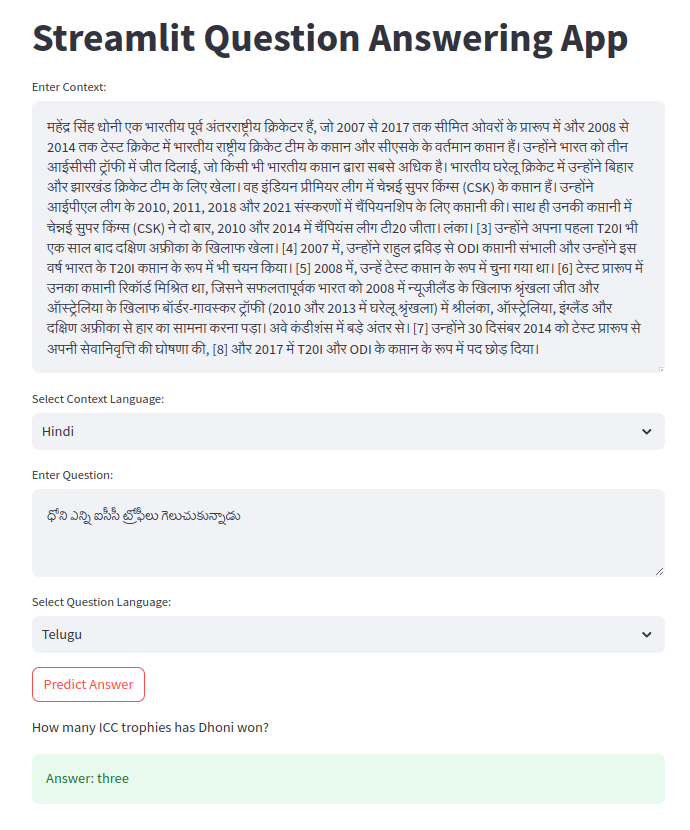 Streamlit Question Answering App
Enter Context:
महेंद्र सिंह धोनी एक भारतीय पूर्व अंतरराष्ट्रीय क्रिकेटर हैं, जो 2007 से 2017 तक सीमित ओवरों के प्रारूप में और 2008 से
2014 तक टेस्ट क्रिकेट में भारतीय राष्ट्रीय क्रिकेट टीम के कप्तान और सीएसके के वर्तमान कप्तान हैं। उन्होंने भारत को तीन
आईसीसी ट्रॉफी में जीत दिलाई, जो किसी भी भारतीय कप्तान द्वारा सबसे अधिक है। भारतीय घरेलू क्रिकेट में उन्होंने बिहार
और झारखंड क्रिकेट टीम के लिए खेला। वह इंडियन प्रीमियर लीग में चेन्नई सुपर किंग्स (CSK) के कप्तान हैं। उन्होंने
आईपीएल लीग के 2010, 2011, 2018 और 2021 संस्करणों में चैंपियनशिप के लिए कप्तानी की। साथ ही उनकी कप्तानी में
चेन्नई सुपर किंग्स (CSK) ने दो बार, 2010 और 2014 में चैंपियंस लीग टी20 जीता। लंका। [3] उन्होंने अपना पहला T20I भी
एक साल बाद दक्षिण अफ्रीका के खिलाफ खेला। [4] 2007 में, उन्होंने राहुल द्रविड़ से ODI कप्तानी संभाली और उन्होंने इस
वर्ष भारत के T20I कप्तान के रूप में भी चयन किया। [5] 2008 में, उन्हें टेस्ट कप्तान के रूप में चुना गया था। [6] टेस्ट प्रारूप में
उनका कप्तानी रिकॉर्ड मिश्रित था, जिसने सफलतापूर्वक भारत को 2008 में न्यूजीलैंड के खिलाफ श्रृंखला जीत और
ऑस्ट्रेलिया के खिलाफ बॉर्डर-गावस्कर ट्रॉफी (2010 और 2013 में घरेलू श्रृंखला) में श्रीलंका, ऑस्ट्रेलिया, इंग्लैंड और
दक्षिण अफ्रीका से हार का सामना करना पड़ा। अवे कंडीशंस में बड़े अंतर से। [7] उन्होंने 30 दिसंबर 2014 को टेस्ट प्रारूप से
अपनी सेवानिवृत्ति की घोषणा की, [8] और 2017 में T20I और ODI के कप्तान के रूप में पद छोड़ दिया।
Select Context Language:
Hindi
Enter Question:
ధోని ఎన్ని ఐసీసీ ట్రోఫీలు గెలుచుకున్నాడు
Select Question Language:
Telugu
Predict Answer
How many ICC trophies has Dhoni won?
Answer: three